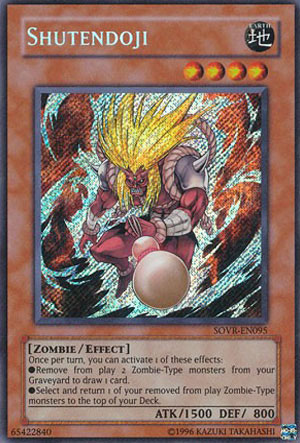 SHUTENDOJI
EARTH
地
SOVR-EN095
[ZOMBIE/EFFECT]
Once per turn, you can activate 1 of these effects:
●Remove from play 2 Zombie-Type monsters from your
Graveyard to draw 1 card.
●Select and return 1 of your removed from play Zombie-Type
monsters to the top of your Deck.
ATK/1500 DEF/ 800
65422840
©1996 KAZUKI TAKAHASHI